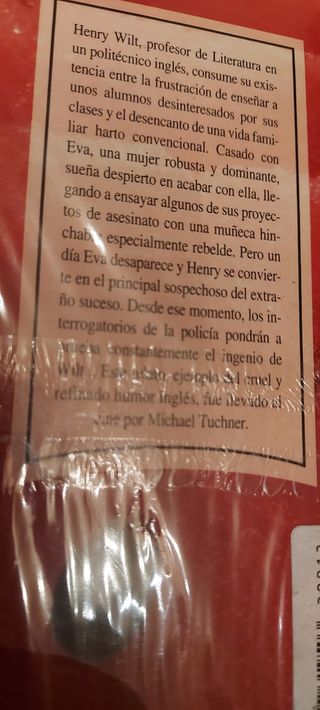 Henry Wilt, profesor de Literatura en
un politécnico inglés, consume su exis-
tencia entre la frustración de enseñar a
unos alumnos desinteresados por sus
clases y el desencanto de una vida fami-
liar harto convencional. Casado con
Eva, una mujer robusta y dominante,
sueña despierto en acabar con ella, lle-
gando a ensayar algunos de sus proyec-
tos de asesinato con una muñeca hin-
chable especialmente rebelde. Pero un
día Eva desaparece y Henry se convier-
te en el principal sospechoso del extra-
ño suceso. Desde ese momento, los in-
terrogatorios de la policía pondrán a
prueba constantemente el ingenio de
Wilt... Este ejemplo del cruel y
refinado humor inglés, fue llevado al
cine por Michael Tuchner.